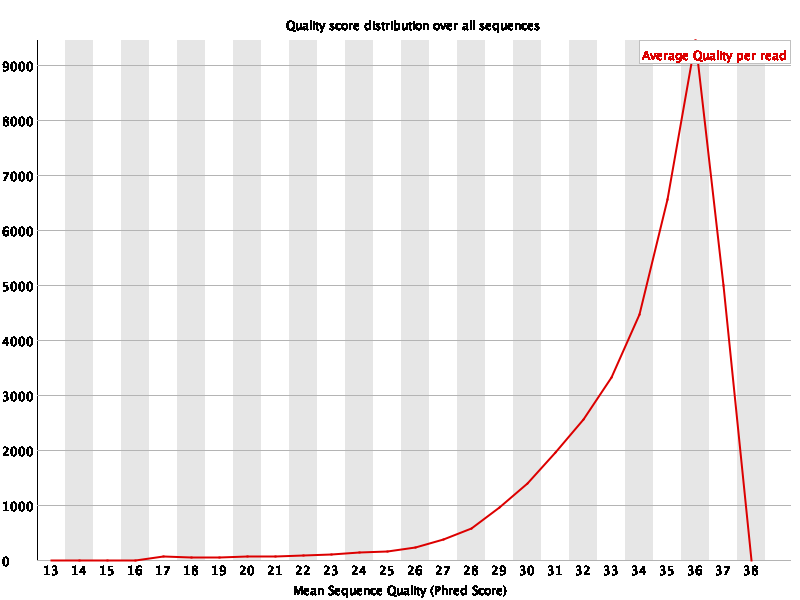 Quality score distribution over all sequences
Average Quality per read
9000
8000
7000
6000
5000
4000
3000
2000
1000
0
13 14 15 16 17 18 19 20 21 22 23 24 25 26 27 28 29 30 31 32 33 34 35 36 37 38
Mean Sequence Quality (Phred Score)